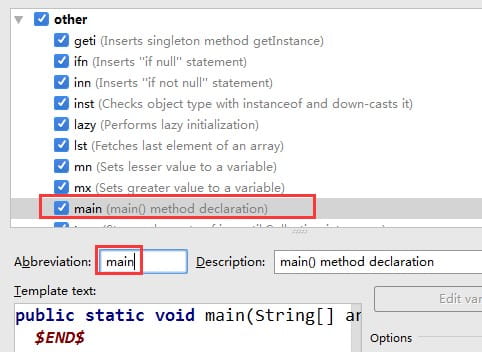 other
geti (Inserts singleton method getInstance)
ifn (Inserts "if null" statement)
inn (Inserts "if not null" statement)
inst (Checks object type with instanceof and down-casts it)
lazy (Performs lazy initialization)
lst (Fetches last element of an array)
mn (Sets lesser value to a variable)
mx (Sets greater value to a variable)
main (main() method declaration)
Abbreviation: main Description: main() method declaration
Template text:
public static void main(String[]
Edit
$END$
Options